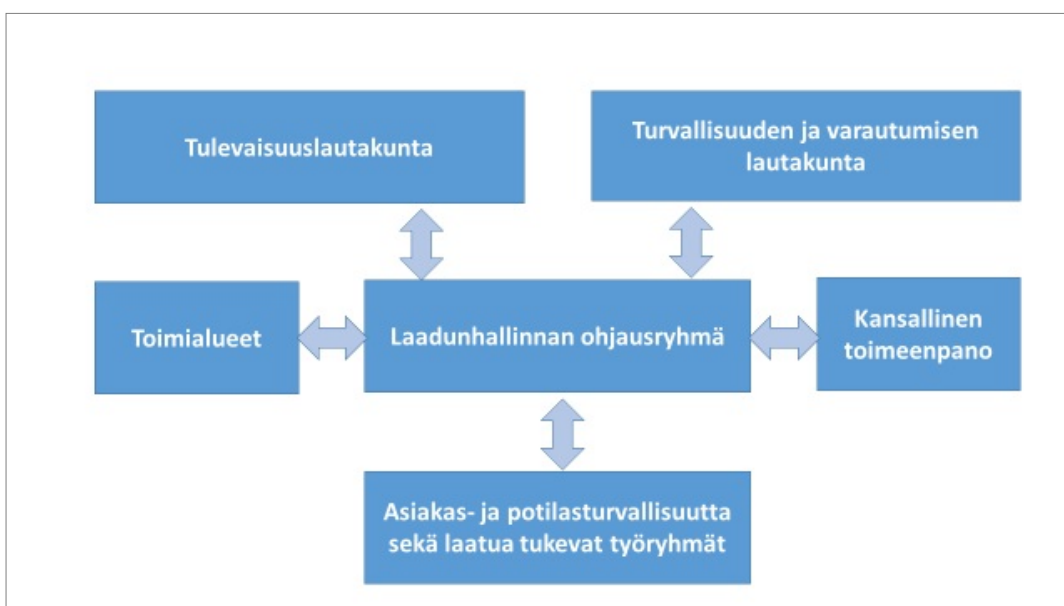 Tulevaisuuslautakunta
Turvallisuuden ja varautumisen
lautakunta
Toimialueet
Laadunhallinnan ohjausryhmä
Kansallinen
toimeenpano
Asiakas- ja potilasturvallisuutta
sekä laatua tukevat työryhmät